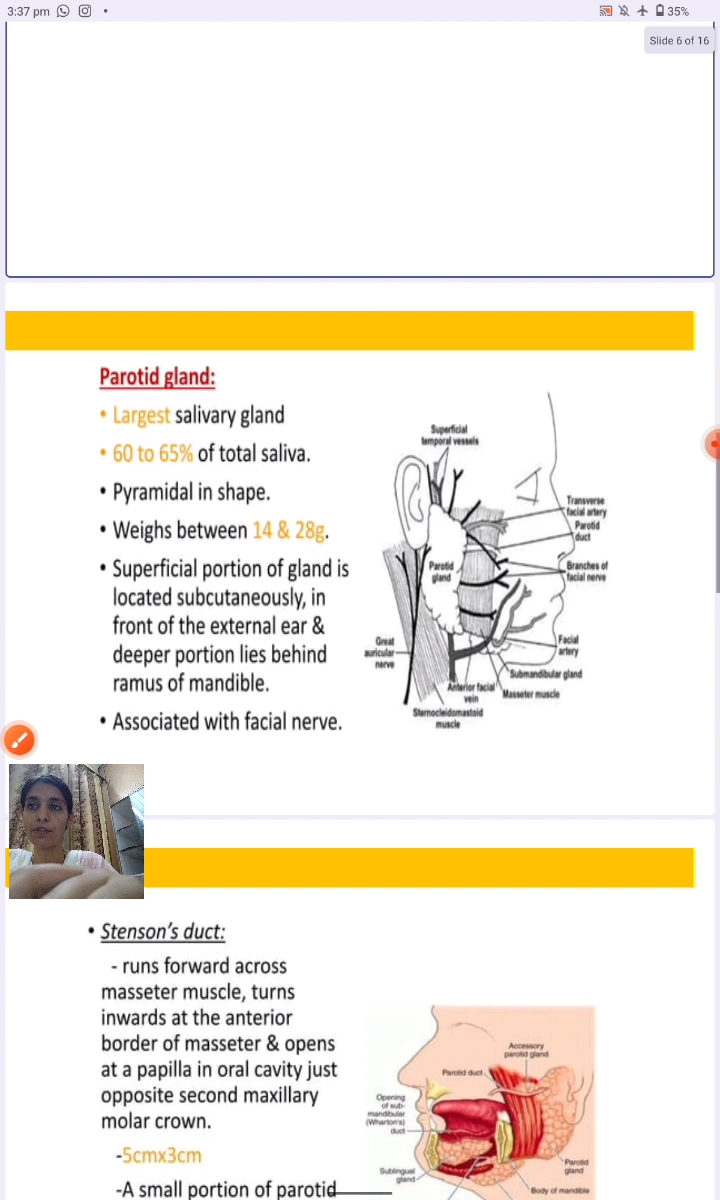 3:37 pm
35%
Slide 6 of 16
Parotid gland:
• Largest salivary gland
• 60 to 65% of total saliva.
• Pyramidal in shape.
• Weighs between 14 & 28g.
• Superficial portion of gland is
located subcutaneously, in
front of the external ear &
deeper portion lies behind
ramus of mandible.
• Associated with facial nerve.
Superficial
temporal vessels
Transverse
facial artery
Parotid
duct
Branches of
facial nerve
Parotid
gland
Great
auricular
nerve
Facial
artery
Submandibular gland
Anterior facial
vein
Masseter muscle
Sternocleidomastoid
muscle
• Stenson's duct:
- runs forward across
masseter muscle, turns
inwards at the anterior
border of masseter & opens
at a papilla in oral cavity just
opposite second maxillary
molar crown.
-5cmx3cm
-A small portion of parotid
Accessory
parotid gland
Parotid duct
Opening
of sub-
mandibular
(Wharton's)
duct
Sublingual
gland
Parotid
gland
Body of mandible